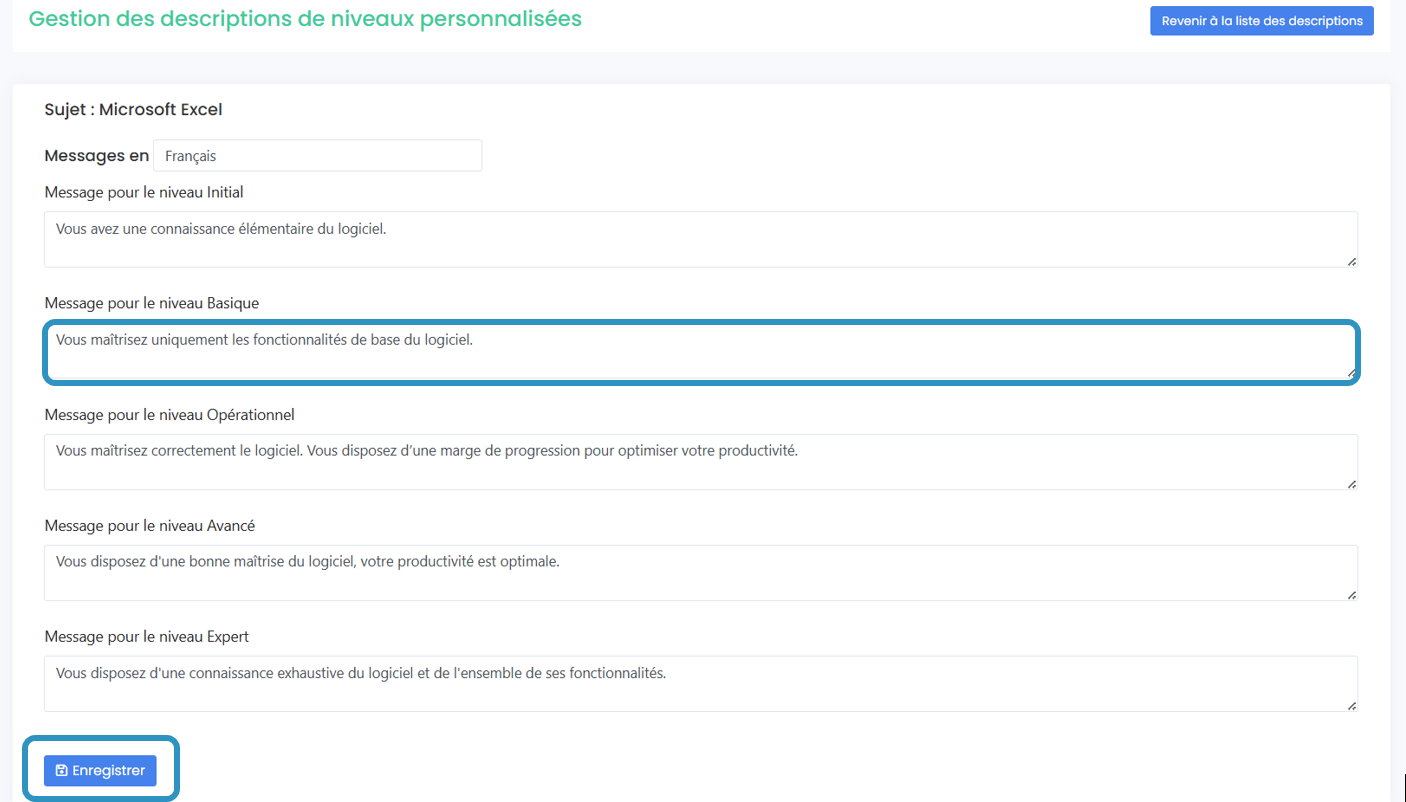 Gestion des descriptions de niveaux personnalisées
Revenir à la liste des descriptions
Sujet : Microsoft Excel
Messages en Français
Message pour le niveau Initial
Vous avez une connaissance élémentaire du logiciel.
Message pour le niveau Basique
Vous maîtrisez uniquement les fonctionnalités de base du logiciel.
Message pour le niveau Opérationnel
Vous maîtrisez correctement le logiciel. Vous disposez d’une marge de progression pour optimiser votre productivité.
Message pour le niveau Avancé
Vous disposez d'une bonne maîtrise du logiciel, votre productivité est optimale.
Message pour le niveau Expert
Vous disposez d'une connaissance exhaustive du logiciel et de l'ensemble de ses fonctionnalités.
Enregistrer